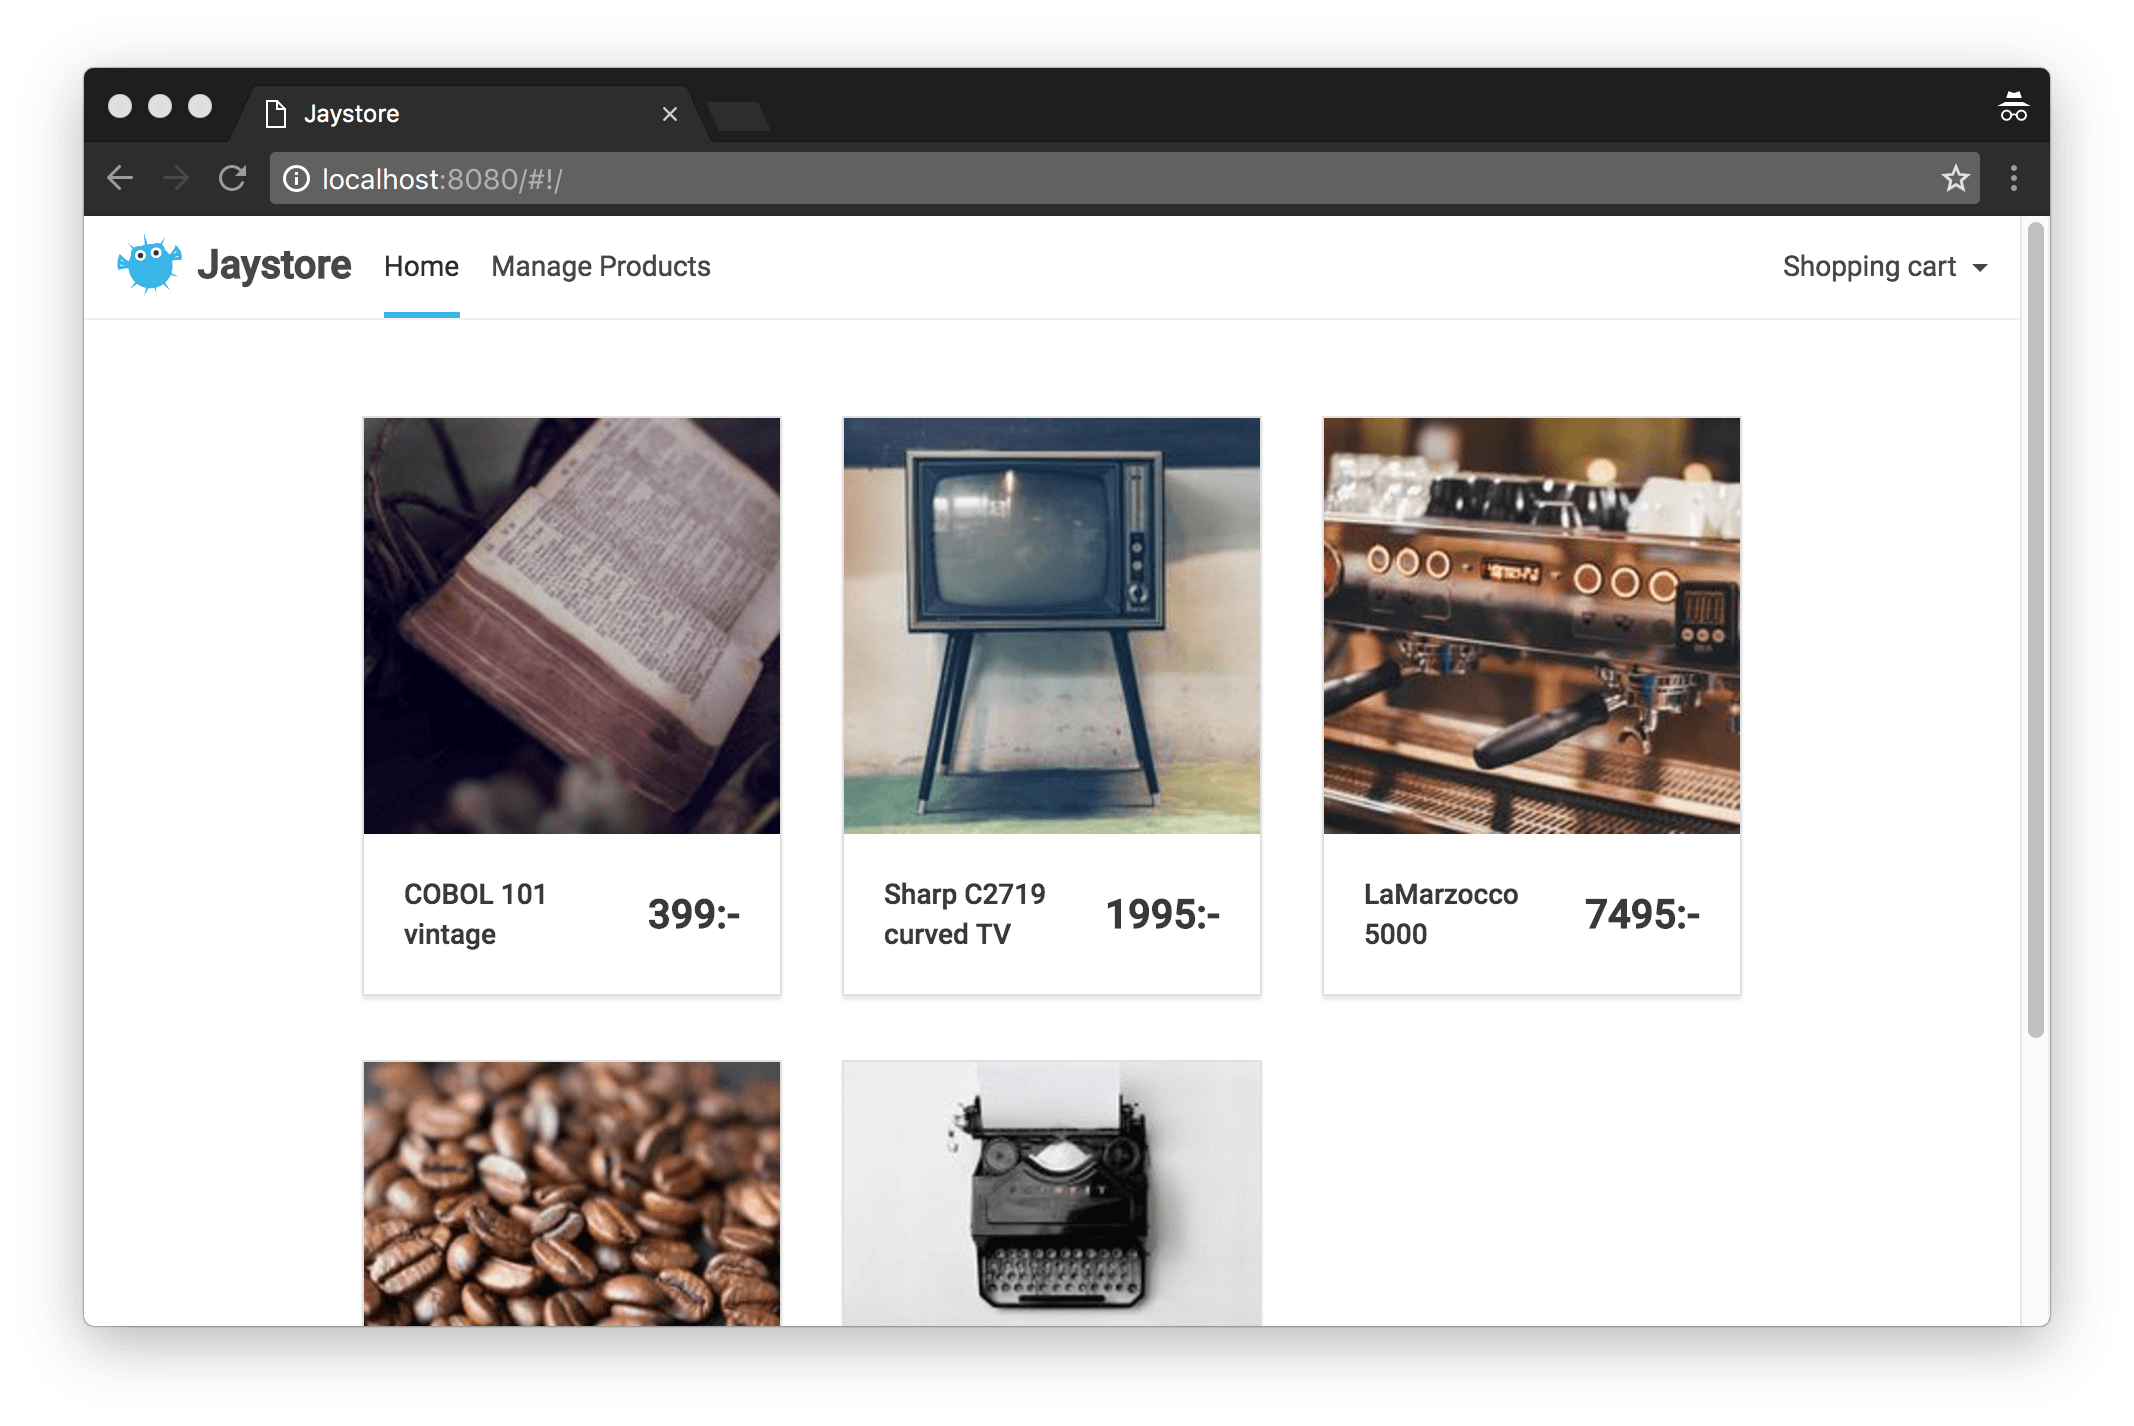 Jaystore
localhost:8080/#!/
Jaystore Home Manage Products Shopping cart
COBOL 101
vintage
399:-
Sharp C2719
curved TV
1995:-
LaMarzocco
5000
7495:-